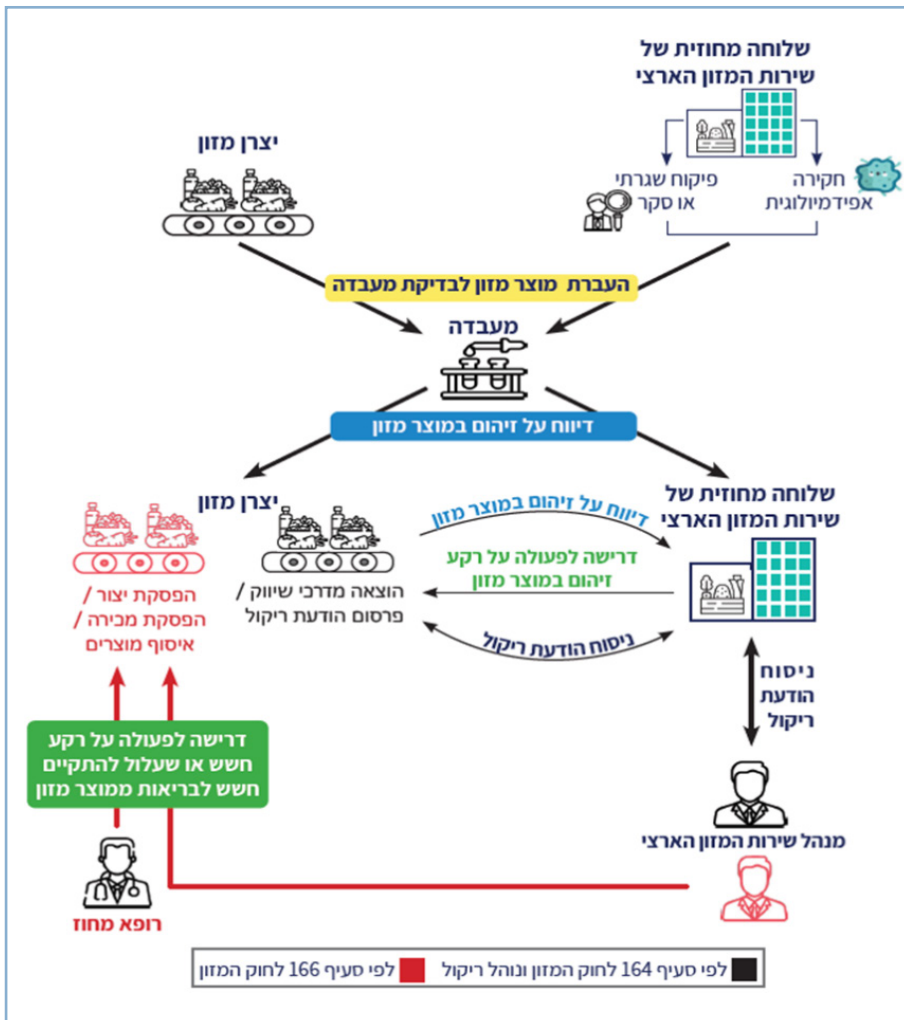 שלוחה מחוזית של
שירות המזון הארצי
יצרן מזון
חקירה
אפידמיולוגית
פיקוח שגרתי
או סקר
העברת מוצר מזון לבדיקת מעבדה
מעבדה
דיווח על זיהום במוצר מזון
שלוחה מחוזית של
שירות המזון הארצי
יצרן מזון
דיווח על זיהום במוצר מזון
דרישה לפעולה על רקע
זיהום במוצר מזון
ניסוח הודעת ריקול
הוצאה מדרכי שיווק /
פרסום הודעת ריקול
הפסקת יצור /
הפסקת מכירה /
איסוף מוצרים
ניסוח
הודעת
ריקול
דרישה לפעולה על רקע
חשש או שעלול להתקיים
חשש לבריאות ממוצר מזון
מנהל שירות המזון הארצי
רופא מחוז
לפי סעיף 164 לחוק המזון ונוהל ריקול
לפי סעיף 166 לחוק המזון